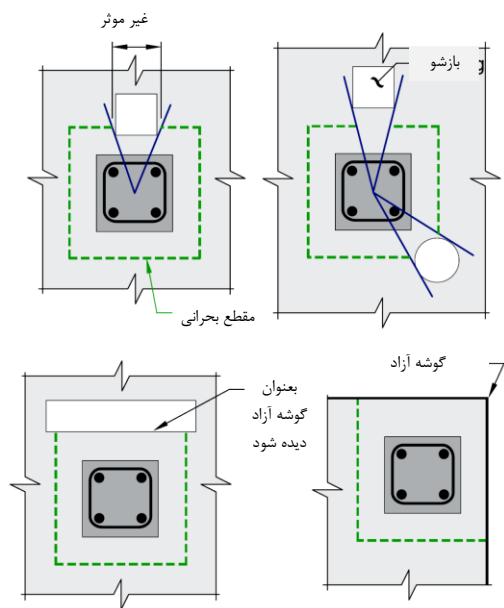 غیر موثر
بازشو
مقطع بحرانی
گوشه آزاد
بعنوان
گوشه آزاد
دیده شود